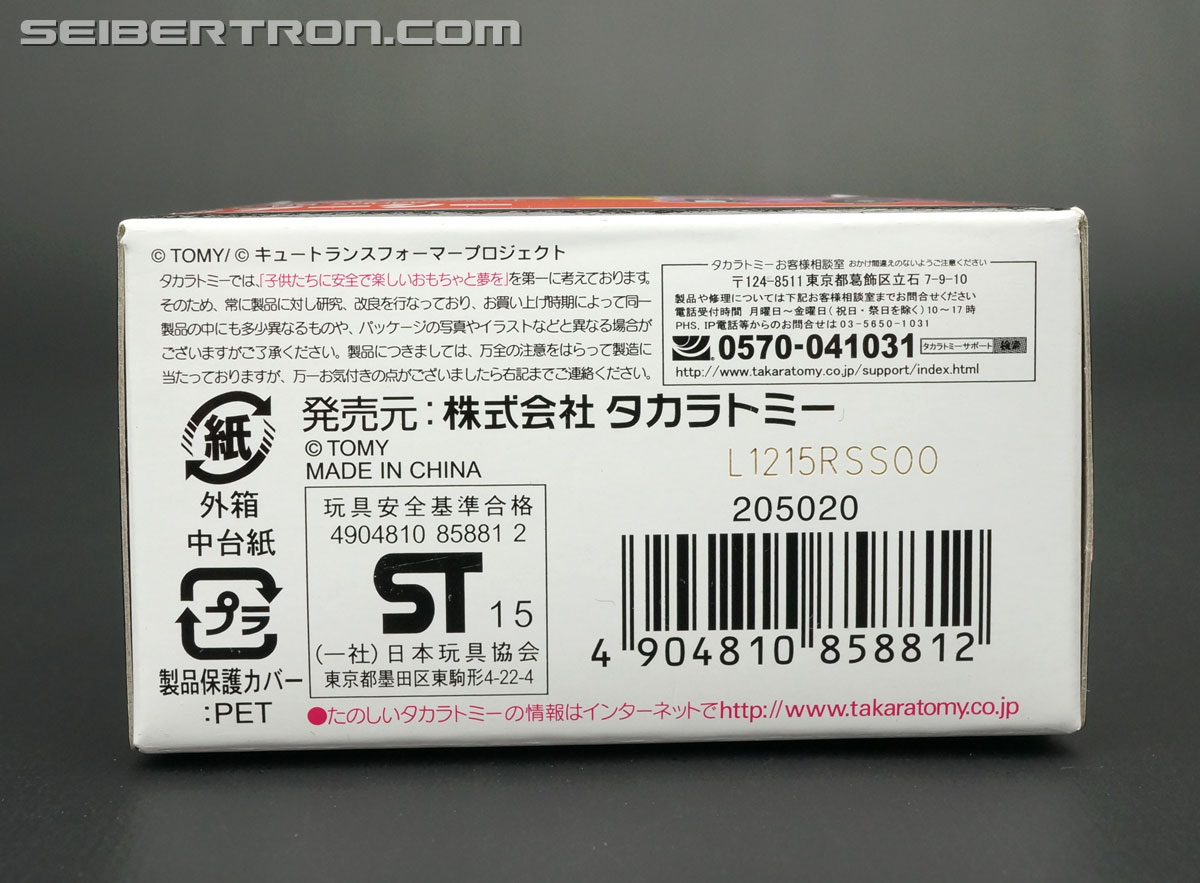 SEIBERTRON.com
© TOMY/ © キュートランスフォーマープロジェクト
タカラトミーでは、「子供たちに安全で楽しいおもちゃと夢を」を第一に考えております。
そのため、常に製品に対し研究、改良を行なっており、お買い上げ時期によって同一
製品の中にも多少異なるものや、パッケージの写真やイラストなどと異なる場合が
ございますがご了承ください。製品につきましては、万全の注意をはらって製造に
当たっておりますが、万一お気付きの点がございましたら右記までご連絡ください。
タカラトミーお客様相談室 おかけ間違えのないようご注意ください
〒124-8511 東京都葛飾区立石 7-9-10
製品や修理については下記お客様相談室までお問合せください
電話受付時間 月曜日〜金曜日(祝日・祭日を除く)10〜17時
PHS, IP電話等からのお問合せは 03-5650-1031
0570-041031 タカラトミーサポート 検索
http://www.takaratomy.co.jp/support/index.html
紙
外箱
中台紙
プラ
製品保護カバー
:PET
発売元:株式会社 タカラトミー
© TOMY
MADE IN CHINA
L1215RSS00
玩具安全基準合格
4904810 85881 2
ST 15
(一社)日本玩具協会
東京都墨田区東駒形4-22-4
205020
4 904810 858812
●たのしいタカラトミーの情報はインターネットでhttp://www.takaratomy.co.jp